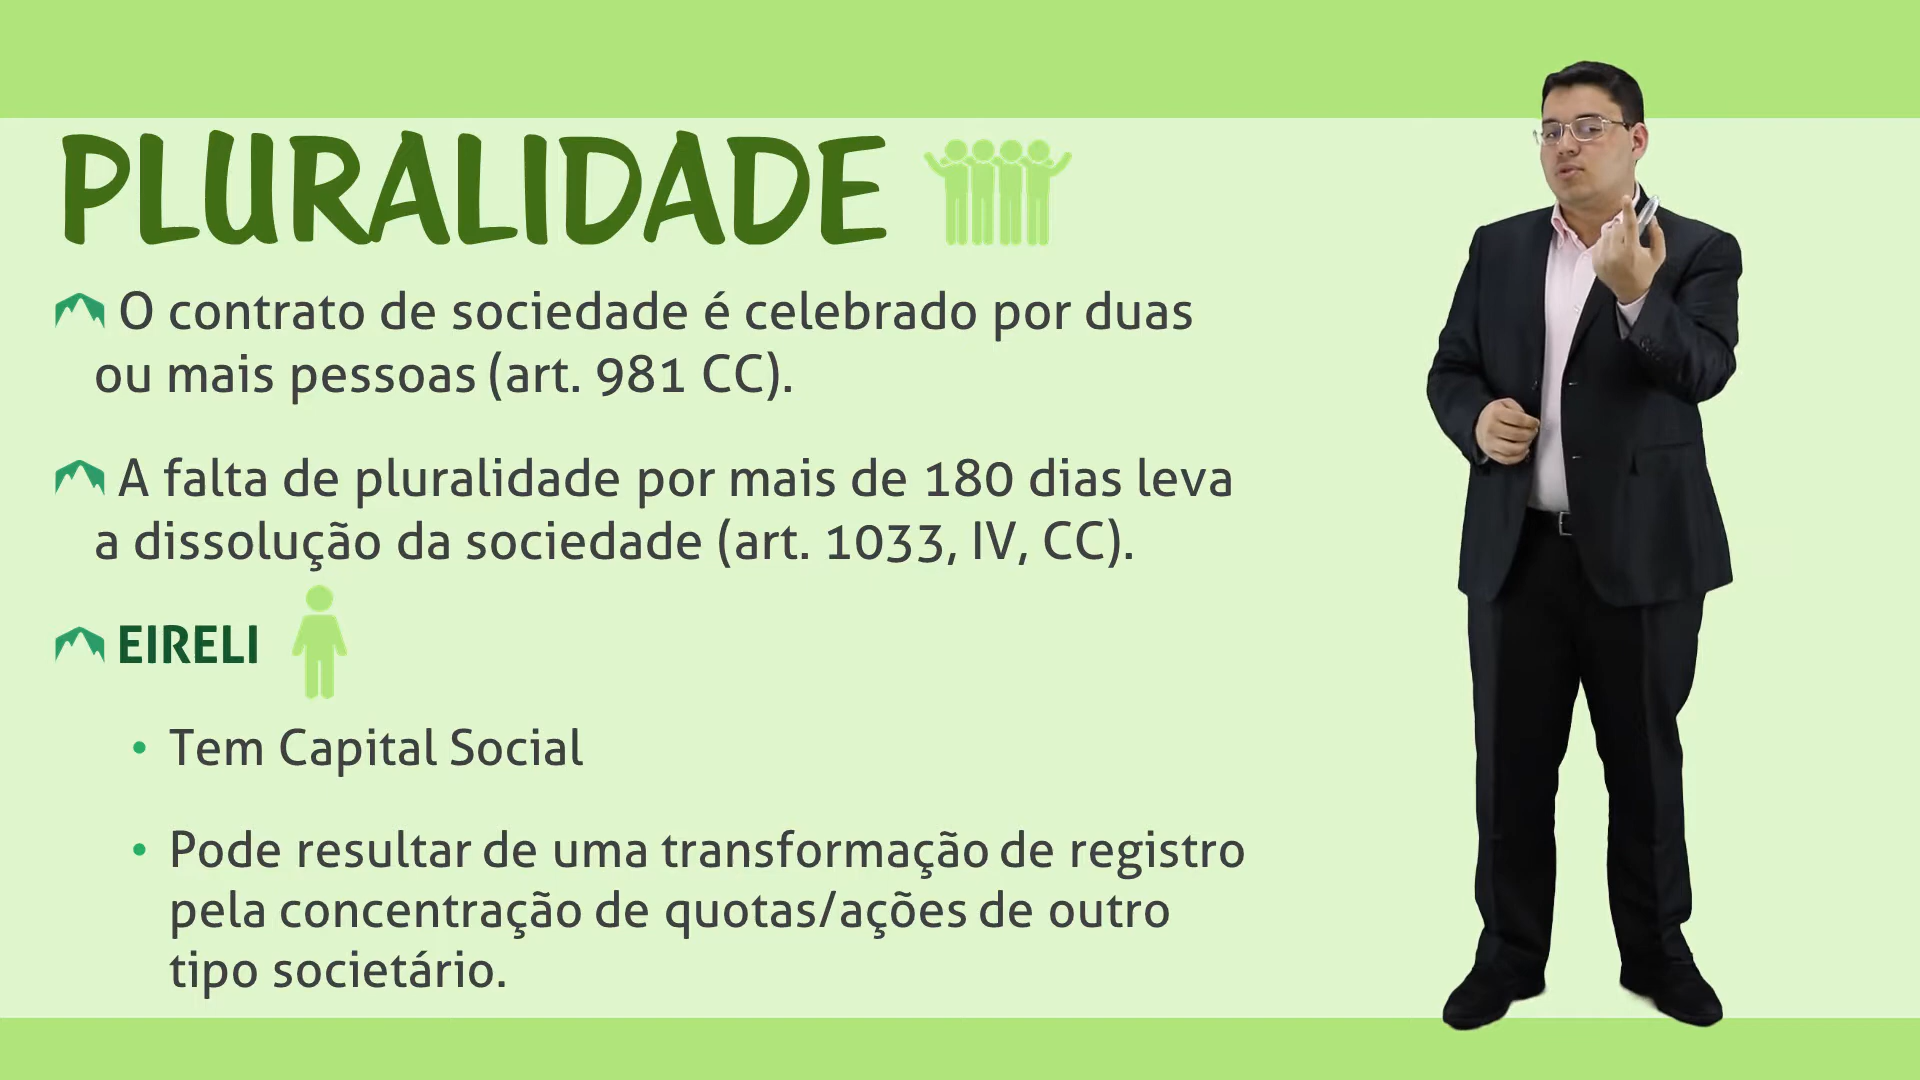 PLURALIDADE
O contrato de sociedade é celebrado por duas
ou mais pessoas (art. 981 CC).
A falta de pluralidade por mais de 180 dias leva
a dissolução da sociedade (art. 1033, IV, CC).
EIRELI
• Tem Capital Social
• Pode resultar de uma transformação de registro
pela concentração de quotas/ações de outro
tipo societário.